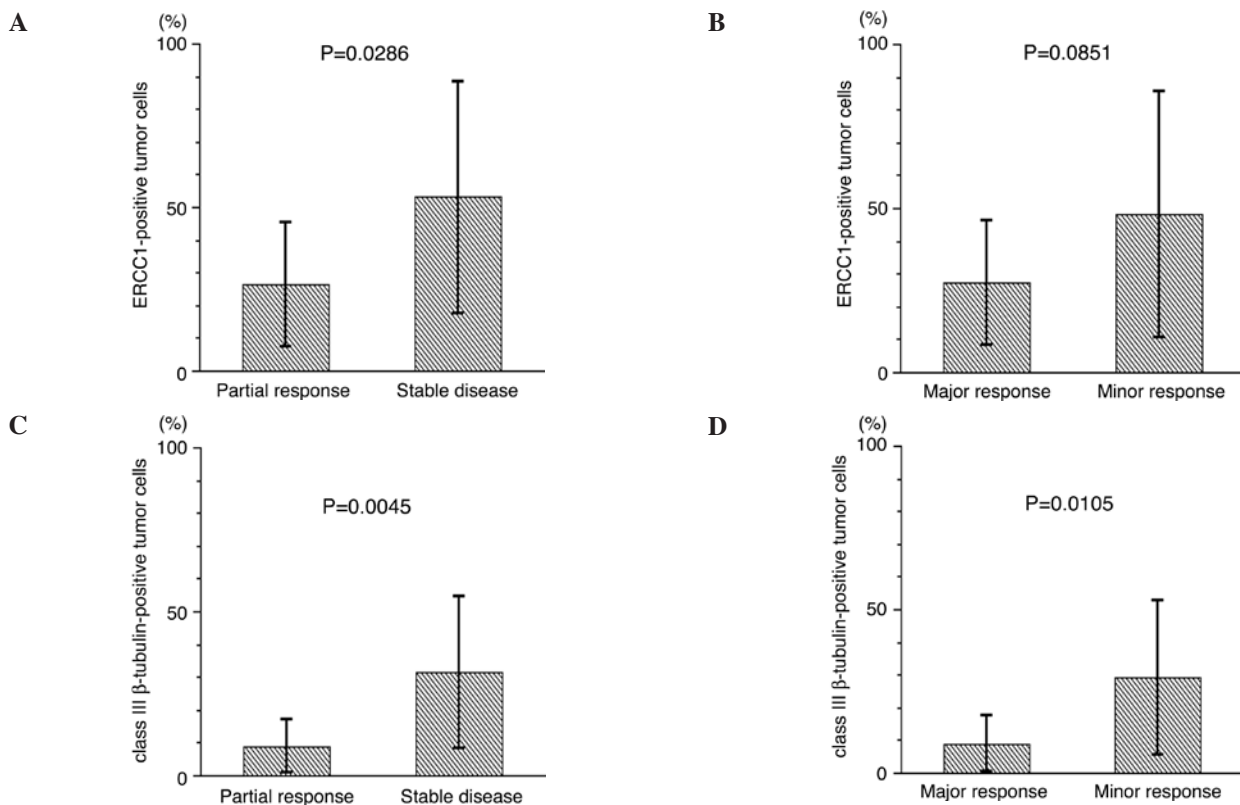 A
(%)
100
P=0.0286
ERCC1-positive tumor cells
50
0
Partial response Stable disease
B
(%)
100
P=0.0851
ERCC1-positive tumor cells
50
0
Major response Minor response
C
(%)
100
P=0.0045
class III β-tubulin-positive tumor cells
50
0
Partial response Stable disease
D
(%)
100
P=0.0105
class III β-tubulin-positive tumor cells
50
0
Major response Minor response